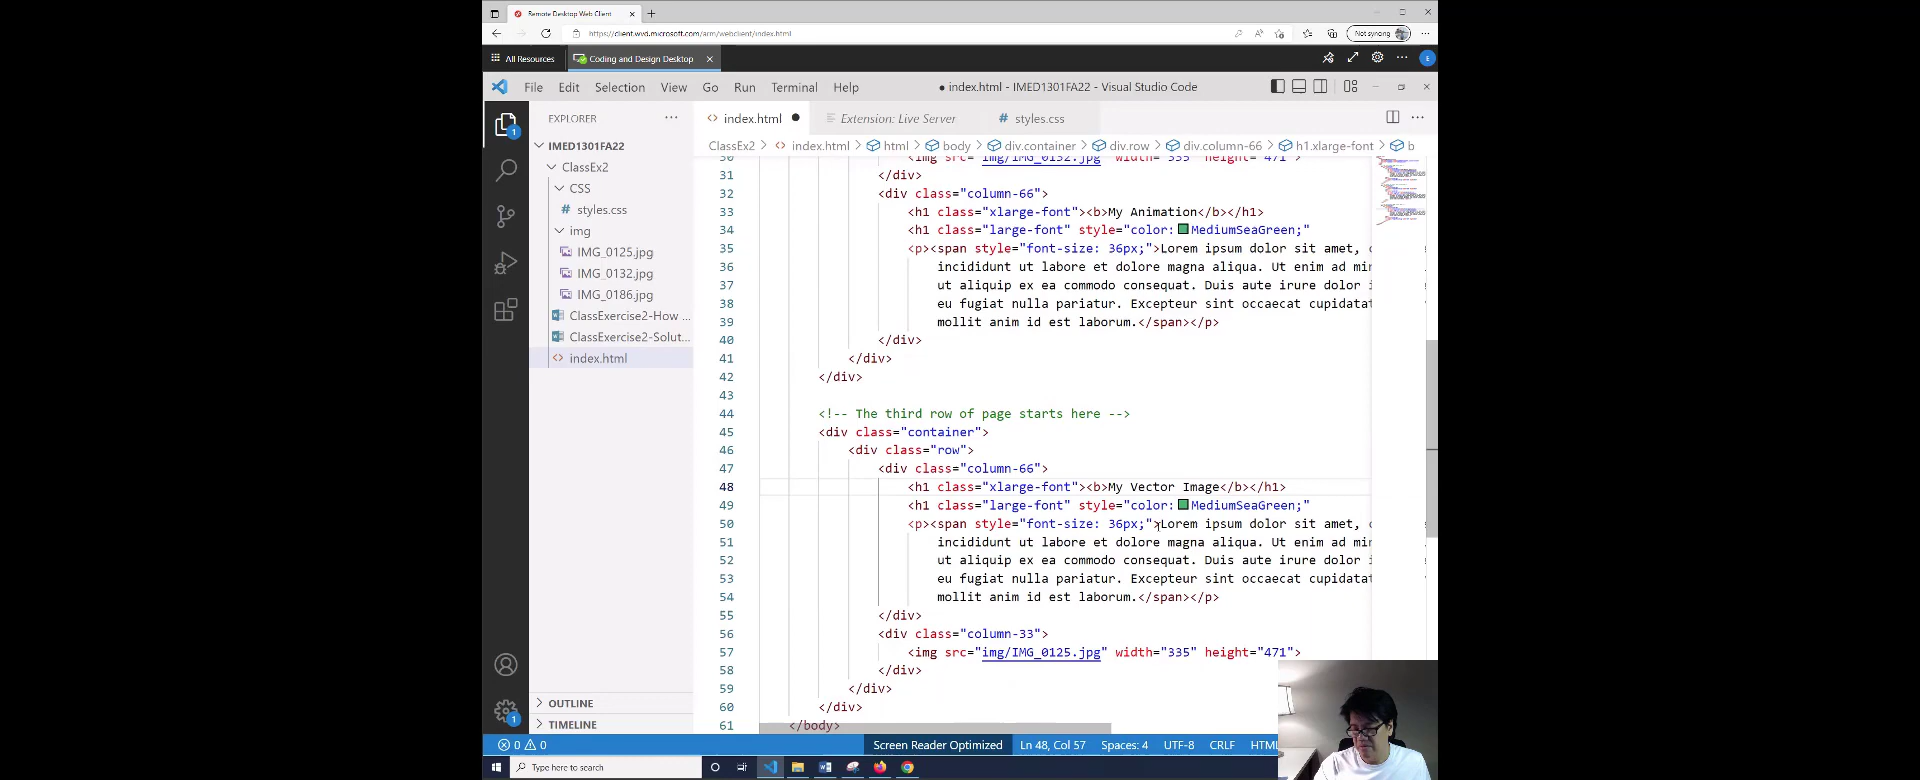 Remote Desktop Web Client
https://client.wvd.microsoft.com/arm/webclient/index.html
Not syncing
All Resources
Coding and Design Desktop
E
File Edit Selection View Go Run Terminal Help
● index.html - IMED1301FA22 - Visual Studio Code
EXPLORER
index.html
Extension: Live Server
styles.css
IMED1301FA22
ClassEx2 > index.html > html > body > div.container > div.row > div.column-66 > h1.xlarge-font > b
ClassEx2
CSS
styles.css
img
IMG_0125.jpg
IMG_0132.jpg
IMG_0186.jpg
ClassExercise2-How ...
ClassExercise2-Solut...
index.html
OUTLINE
TIMELINE
1
1
30 <img src="img/IMG_0132.jpg" width="335" height="471">
31 </div>
32 <div class="column-66">
33 <h1 class="xlarge-font"><b>My Animation</b></h1>
34 <h1 class="large-font" style="color:MediumSeaGreen;"
35 <p><span style="font-size: 36px;">Lorem ipsum dolor sit amet, c
36 incididunt ut labore et dolore magna aliqua. Ut enim ad mi
37 ut aliquip ex ea commodo consequat. Duis aute irure dolor i
38 eu fugiat nulla pariatur. Excepteur sint occaecat cupidatat
39 mollit anim id est laborum.</span></p>
40 </div>
41 </div>
42 </div>
43
44 <!-- The third row of page starts here -->
45 <div class="container">
46 <div class="row">
47 <div class="column-66">
48 <h1 class="xlarge-font"><b>My Vector Image</b></h1>
49 <h1 class="large-font" style="color:MediumSeaGreen;"
50 <p><span style="font-size: 36px;">Lorem ipsum dolor sit amet, c
51 incididunt ut labore et dolore magna aliqua. Ut enim ad mi
52 ut aliquip ex ea commodo consequat. Duis aute irure dolor i
53 eu fugiat nulla pariatur. Excepteur sint occaecat cupidatat
54 mollit anim id est laborum.</span></p>
55 </div>
56 <div class="column-33">
57 <img src="img/IMG_0125.jpg" width="335" height="471">
58 </div>
59 </div>
60 </div>
61 </body>
0 0
Screen Reader Optimized
Ln 48, Col 57
Spaces: 4
UTF-8
CRLF
HTML
Type here to search